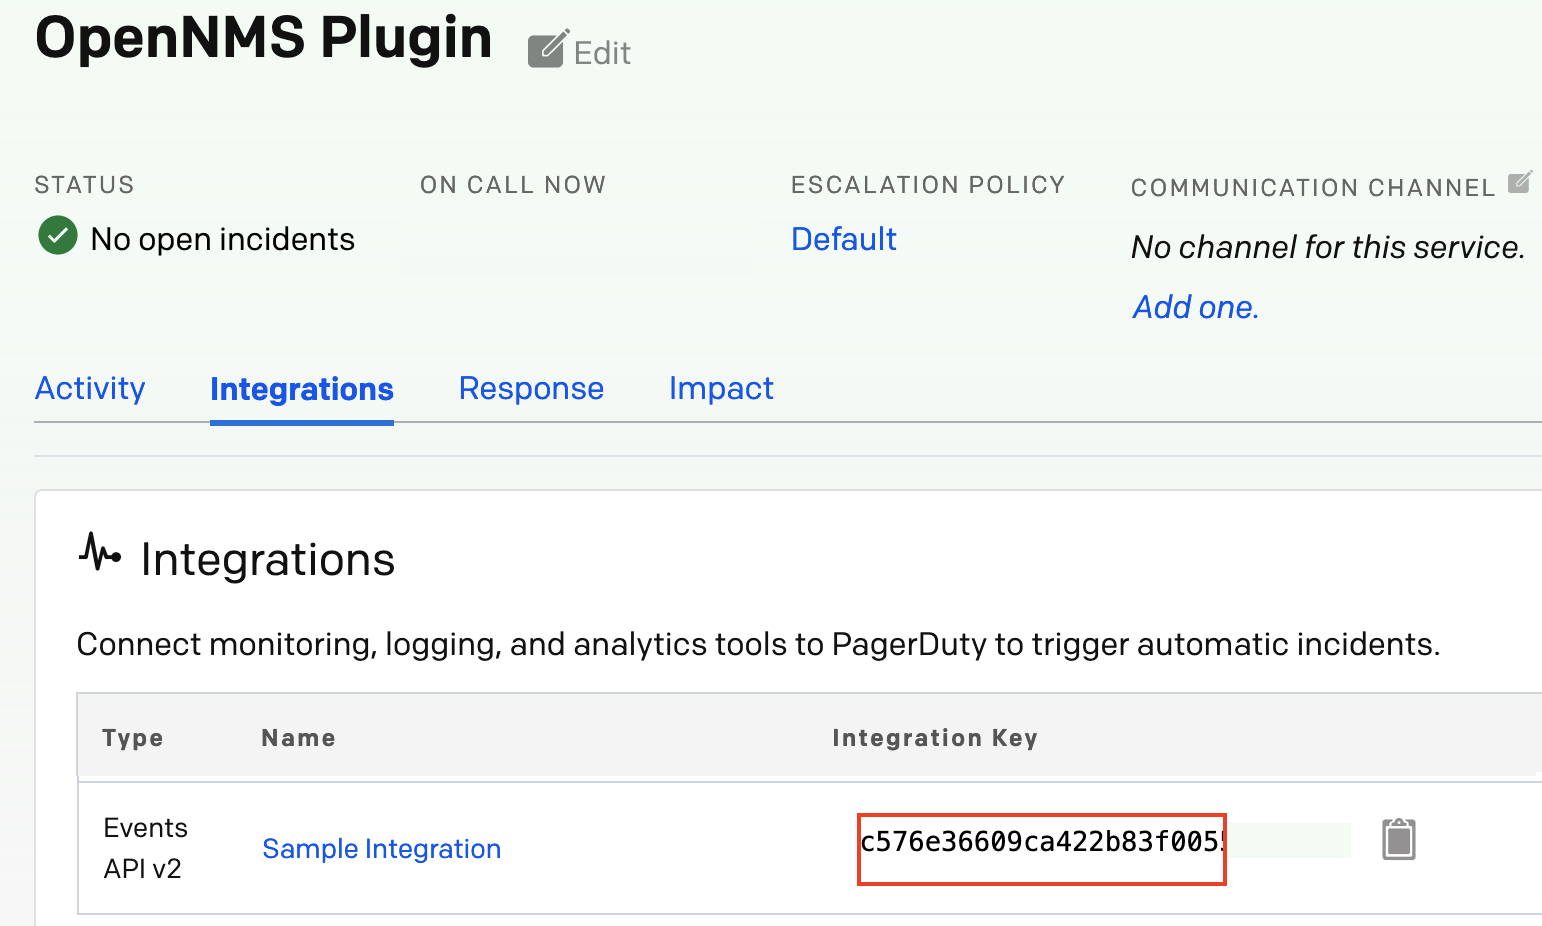 OpenNMS Plugin
Edit
STATUS
ON CALL NOW
ESCALATION POLICY
COMMUNICATION CHANNEL
No open incidents
Default
No channel for this service.
Add one.
Activity
Integrations
Response
Impact
Integrations
Connect monitoring, logging, and analytics tools to PagerDuty to trigger automatic incidents.
Type
Name
Integration Key
Events
API v2
Sample Integration
c576e36609ca422b83f0055